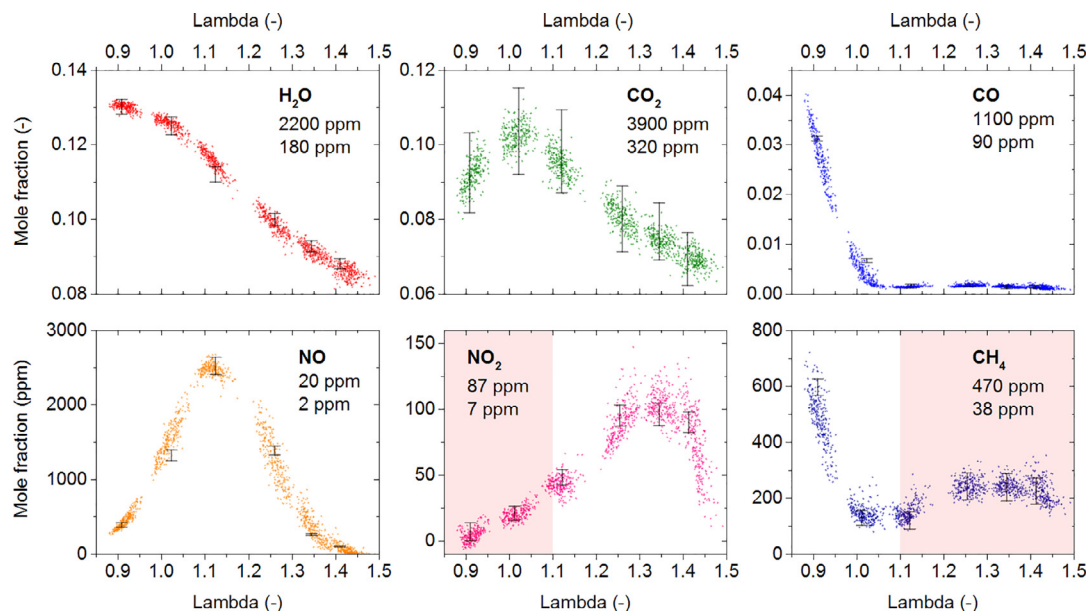 Lambda (-) Lambda (-) Lambda (-)
0.9 1.0 1.1 1.2 1.3 1.4 1.5 0.9 1.0 1.1 1.2 1.3 1.4 1.5 0.9 1.0 1.1 1.2 1.3 1.4 1.5
Mole fraction (-)
0.14
0.12
0.10
0.08
H₂O
2200 ppm
180 ppm
0.12
0.10
0.08
0.06
CO₂
3900 ppm
320 ppm
0.04
0.03
0.02
0.01
0.00
CO
1100 ppm
90 ppm
Mole fraction (ppm)
3000
2000
1000
0
NO
20 ppm
2 ppm
150
100
50
0
NO₂
87 ppm
7 ppm
800
600
400
200
0
CH₄
470 ppm
38 ppm
0.9 1.0 1.1 1.2 1.3 1.4 1.5 0.9 1.0 1.1 1.2 1.3 1.4 1.5 0.9 1.0 1.1 1.2 1.3 1.4 1.5
Lambda (-) Lambda (-) Lambda (-)